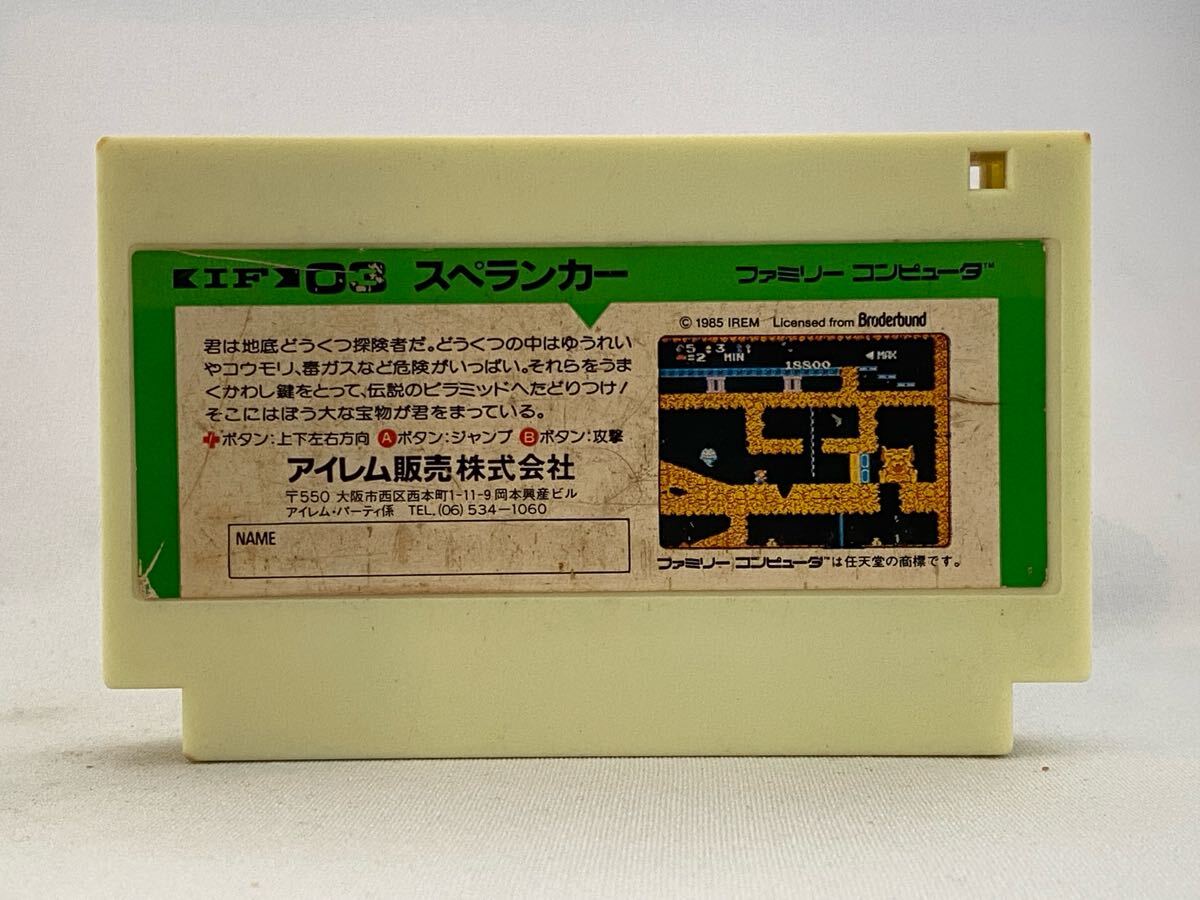 IF 03 スペランカー
ファミリー コンピュータ™
君は地底どうくつ探険者だ。どうくつの中はゆうれい
やコウモリ、毒ガスなど危険がいっぱい。それらをうま
くかわし鍵をとって、伝説のピラミッドへたどりつけ!
そこにはぼう大な宝物が君をまっている。
✚ボタン:上下左右方向 Ⓐボタン:ジャンプ Ⓑボタン:攻撃
アイレム販売株式会社
〒550 大阪市西区西本町1-11-9 岡本興産ビル
アイレム・パーティ係 TEL.(06) 534-1060
NAME
© 1985 IREM Licensed from Brøderbund
5 :3
=2 MIN
18800
◀ MAX
ファミリー コンピュータ™は任天堂の商標です。